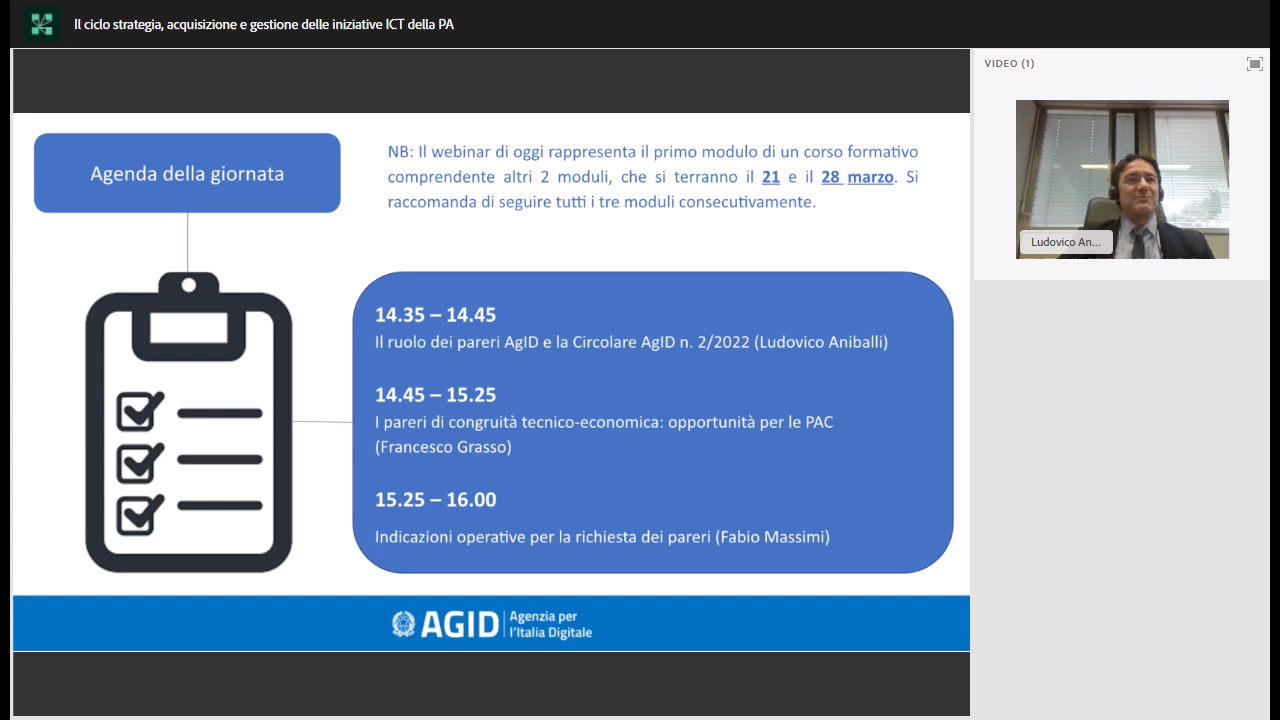 Il ciclo strategia, acquisizione e gestione delle iniziative ICT della PA
VIDEO (1)
Ludovico An...
Agenda della giornata
NB: Il webinar di oggi rappresenta il primo modulo di un corso formativo
comprendente altri 2 moduli, che si terranno il 21 e il 28 marzo. Si
raccomanda di seguire tutti i tre moduli consecutivamente.
14.35 – 14.45
Il ruolo dei pareri AgID e la Circolare AgID n. 2/2022 (Ludovico Aniballi)
14.45 – 15.25
I pareri di congruità tecnico-economica: opportunità per le PAC
(Francesco Grasso)
15.25 – 16.00
Indicazioni operative per la richiesta dei pareri (Fabio Massimi)
AGID
Agenzia per
l'Italia Digitale